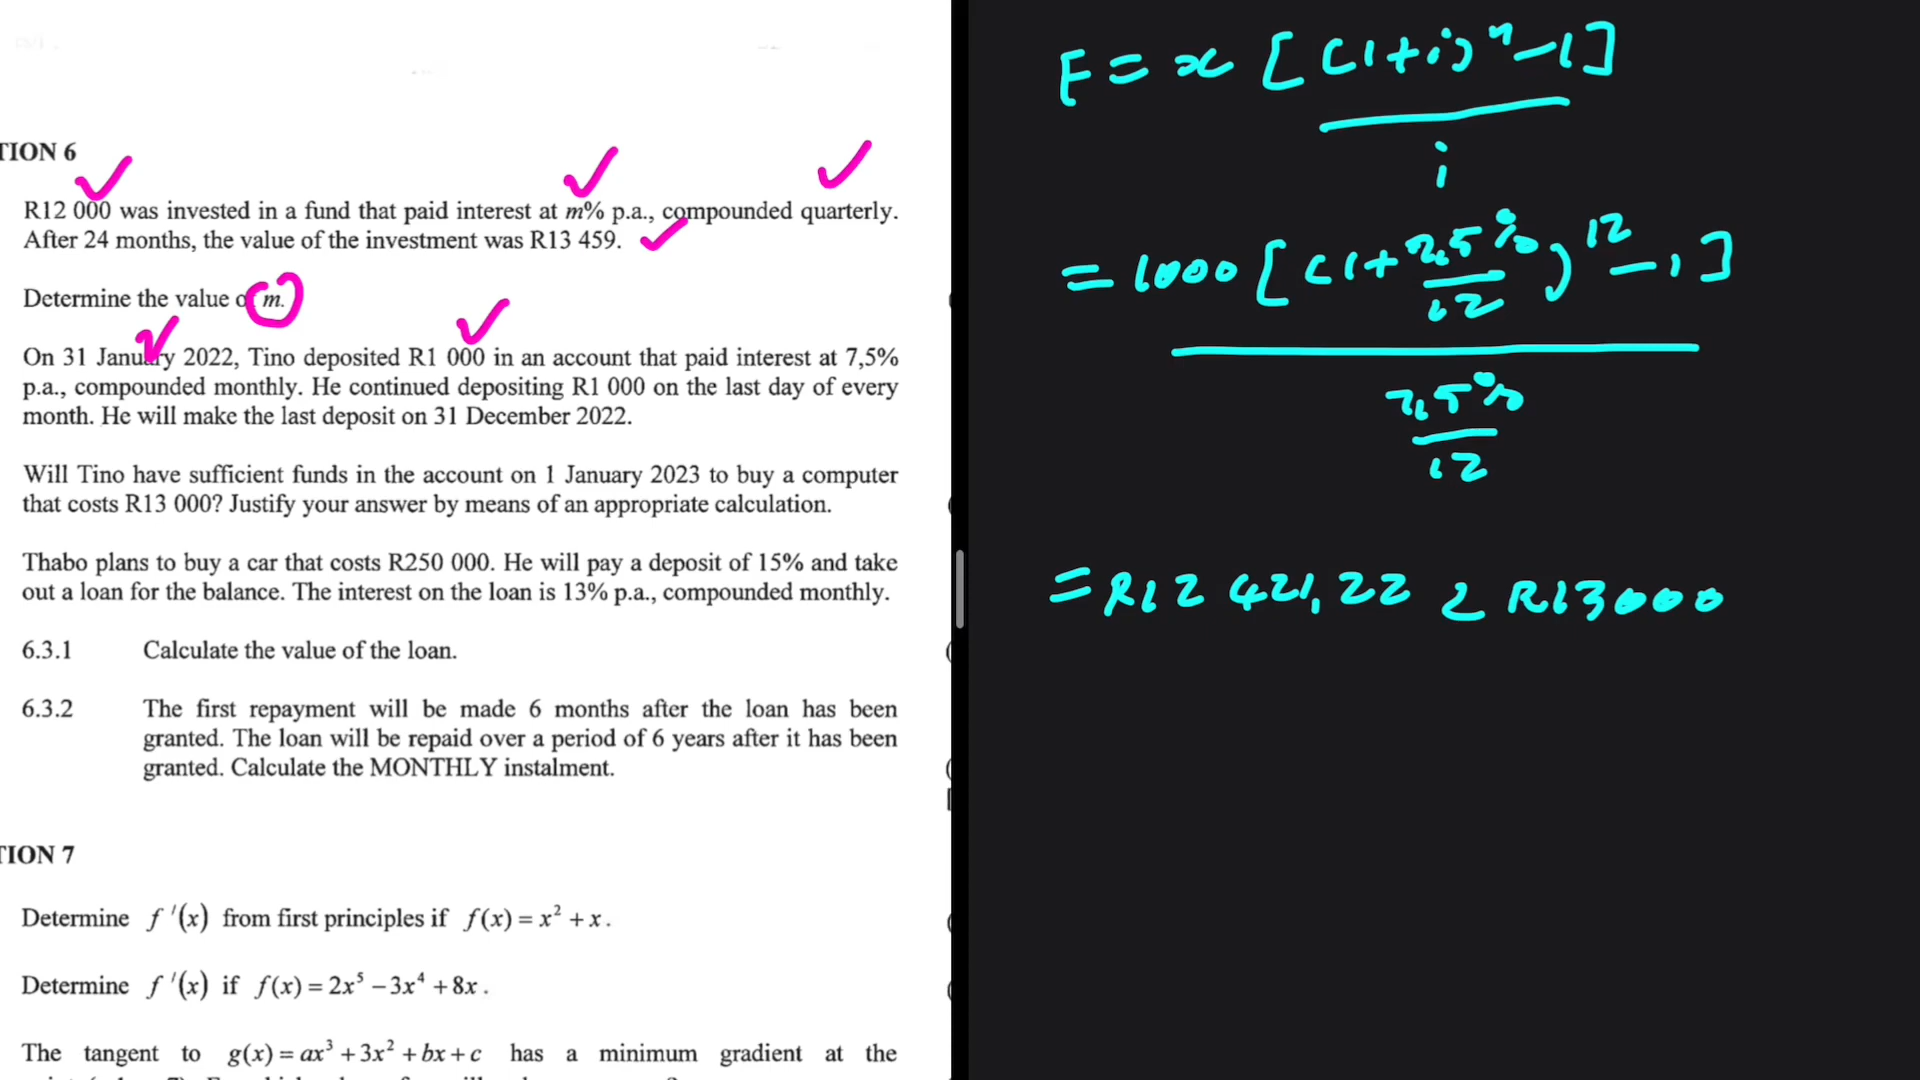 TION 6
R12 000 was invested in a fund that paid interest at m% p.a., compounded quarterly.
After 24 months, the value of the investment was R13 459.
Determine the value m.
On 31 January 2022, Tino deposited R1 000 in an account that paid interest at 7,5%
p.a., compounded monthly. He continued depositing R1 000 on the last day of every
month. He will make the last deposit on 31 December 2022.
Will Tino have sufficient funds in the account on 1 January 2023 to buy a computer
that costs R13 000? Justify your answer by means of an appropriate calculation.
Thabo plans to buy a car that costs R250 000. He will pay a deposit of 15% and take
out a loan for the balance. The interest on the loan is 13% p.a., compounded monthly.
6.3.1 Calculate the value of the loan.
6.3.2 The first repayment will be made 6 months after the loan has been
granted. The loan will be repaid over a period of 6 years after it has been
granted. Calculate the MONTHLY instalment.
TION 7
Determine f ′(x) from first principles if f(x) = x² + x.
Determine f ′(x) if f(x) = 2x⁵ − 3x⁴ + 8x.
The tangent to g(x) = ax³ + 3x² + bx + c has a minimum gradient at the
F = x [(1+i)ⁿ − 1]
i
= 1000 [(1 + 7,5%/12)¹² − 1]
7,5%
12
= R12 421,22 < R13000